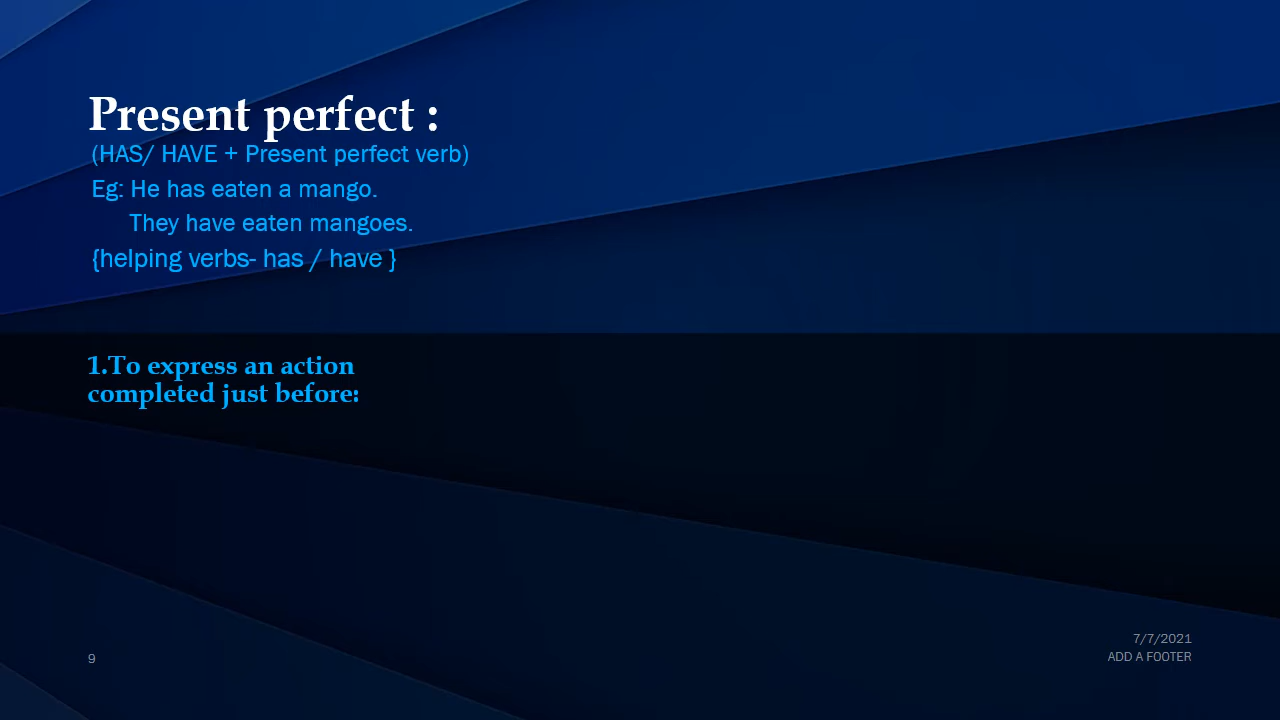 Present perfect :
(HAS/ HAVE + Present perfect verb)
Eg: He has eaten a mango.
They have eaten mangoes.
{helping verbs- has / have }
1.To express an action
completed just before:
7/7/2021
9
ADD A FOOTER